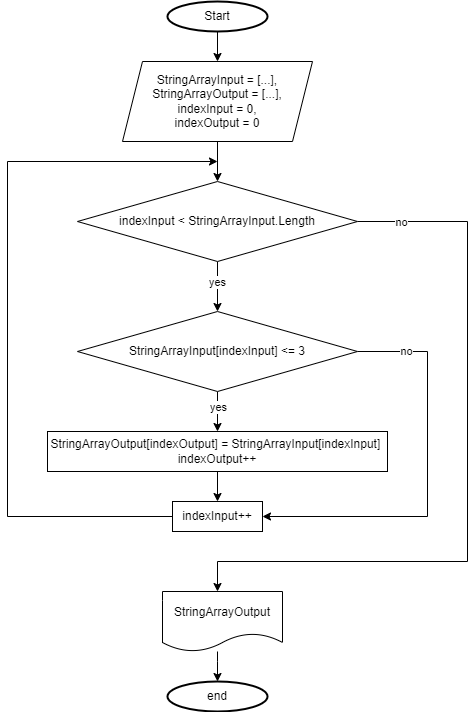 Start
StringArrayInput = [...],
StringArrayOutput = [...],
indexInput = 0,
indexOutput = 0
indexInput < StringArrayInput.Length
no
yes
StringArrayInput[indexInput] <= 3
no
yes
StringArrayOutput[indexOutput] = StringArrayInput[indexInput]
indexOutput++
indexInput++
StringArrayOutput
end